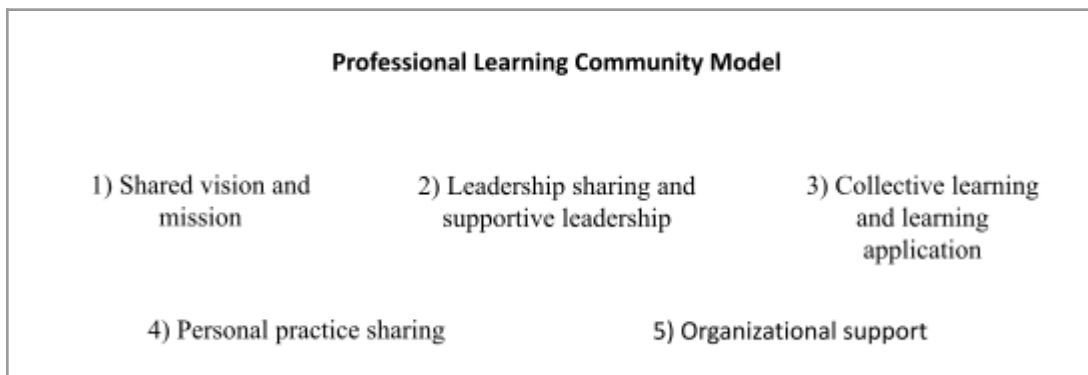 Professional Learning Community Model
1) Shared vision and
mission
2) Leadership sharing and
supportive leadership
3) Collective learning
and learning
application
4) Personal practice sharing
5) Organizational support